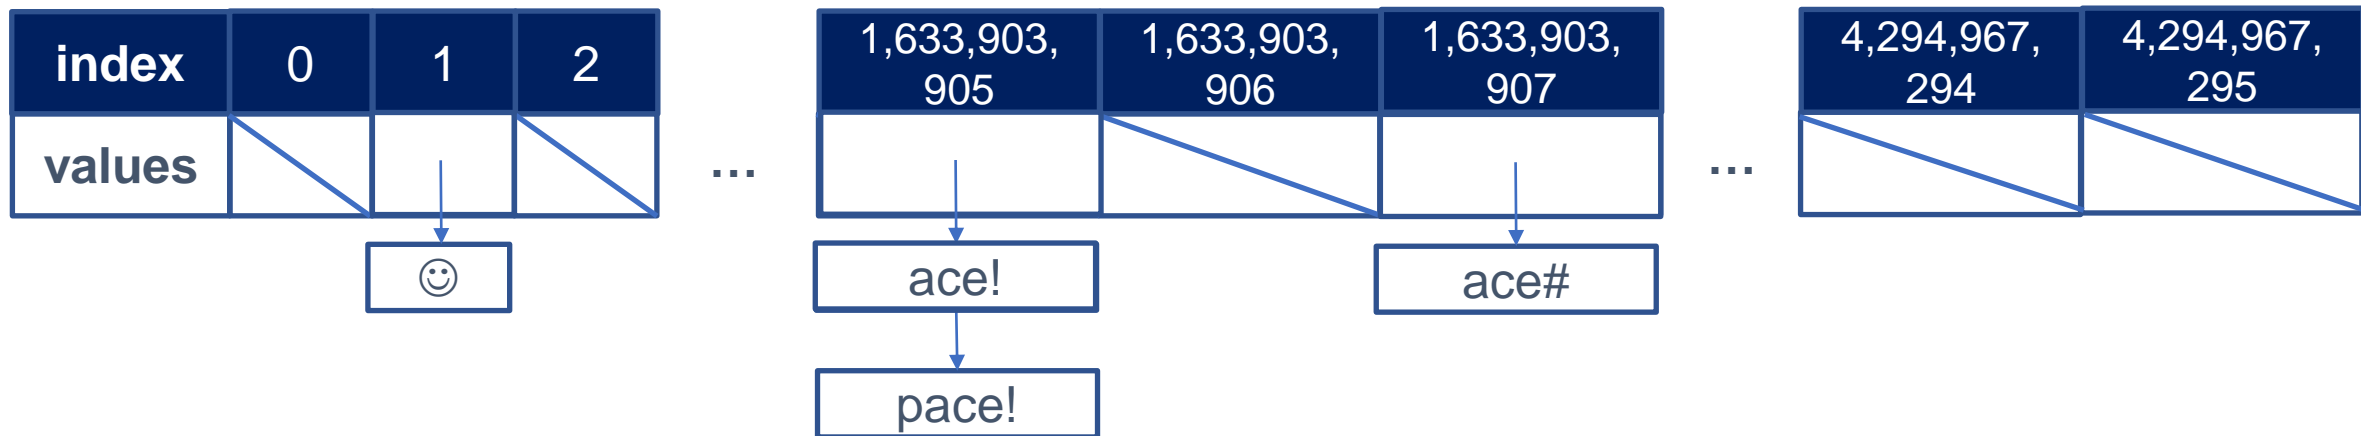 index 0 1 2 ... 1,633,903,905 1,633,903,906 1,633,903,907 ... 4,294,967,294 4,294,967,295
values ... ...
☺ ace! ace#
pace!